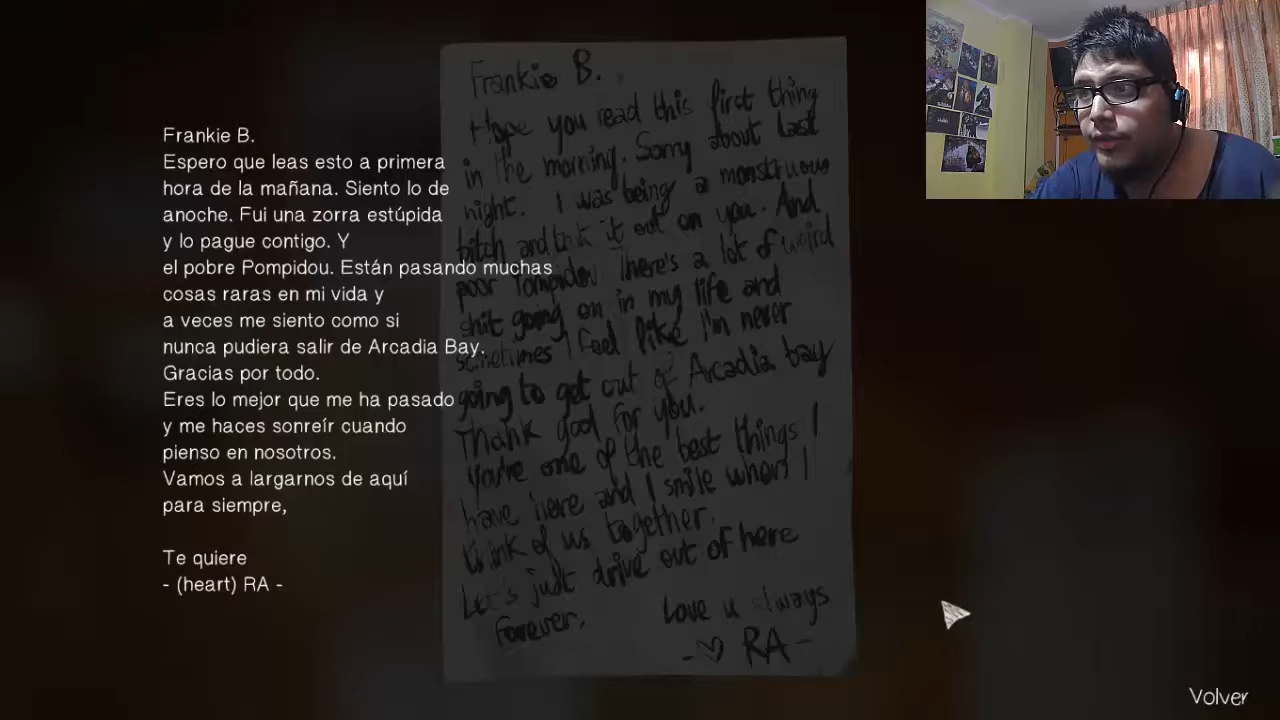 Frankie B.
Espero que leas esto a primera
hora de la mañana. Siento lo de
anoche. Fui una zorra estúpida
y lo pague contigo. Y
el pobre Pompidou. Están pasando muchas
cosas raras en mi vida y
a veces me siento como si
nunca pudiera salir de Arcadia Bay.
Gracias por todo.
Eres lo mejor que me ha pasado
y me haces sonreír cuando
pienso en nosotros.
Vamos a largarnos de aquí
para siempre,
Te quiere
- (heart) RA -
Frankie B.
Hope you read this first thing
in the morning. Sorry about last
night. I was being a monstruous
bitch and took it out on you. And
poor Pompidou. There's a lot of weird
shit going on in my life and
sometimes I feel like I'm never
going to get out of Arcadia bay
Thank god for you.
You're one of the best things I
have here and I smile when I
think of us together.
Let's just drive out of here
forever,
Love u always
- ♡ RA -
Volver